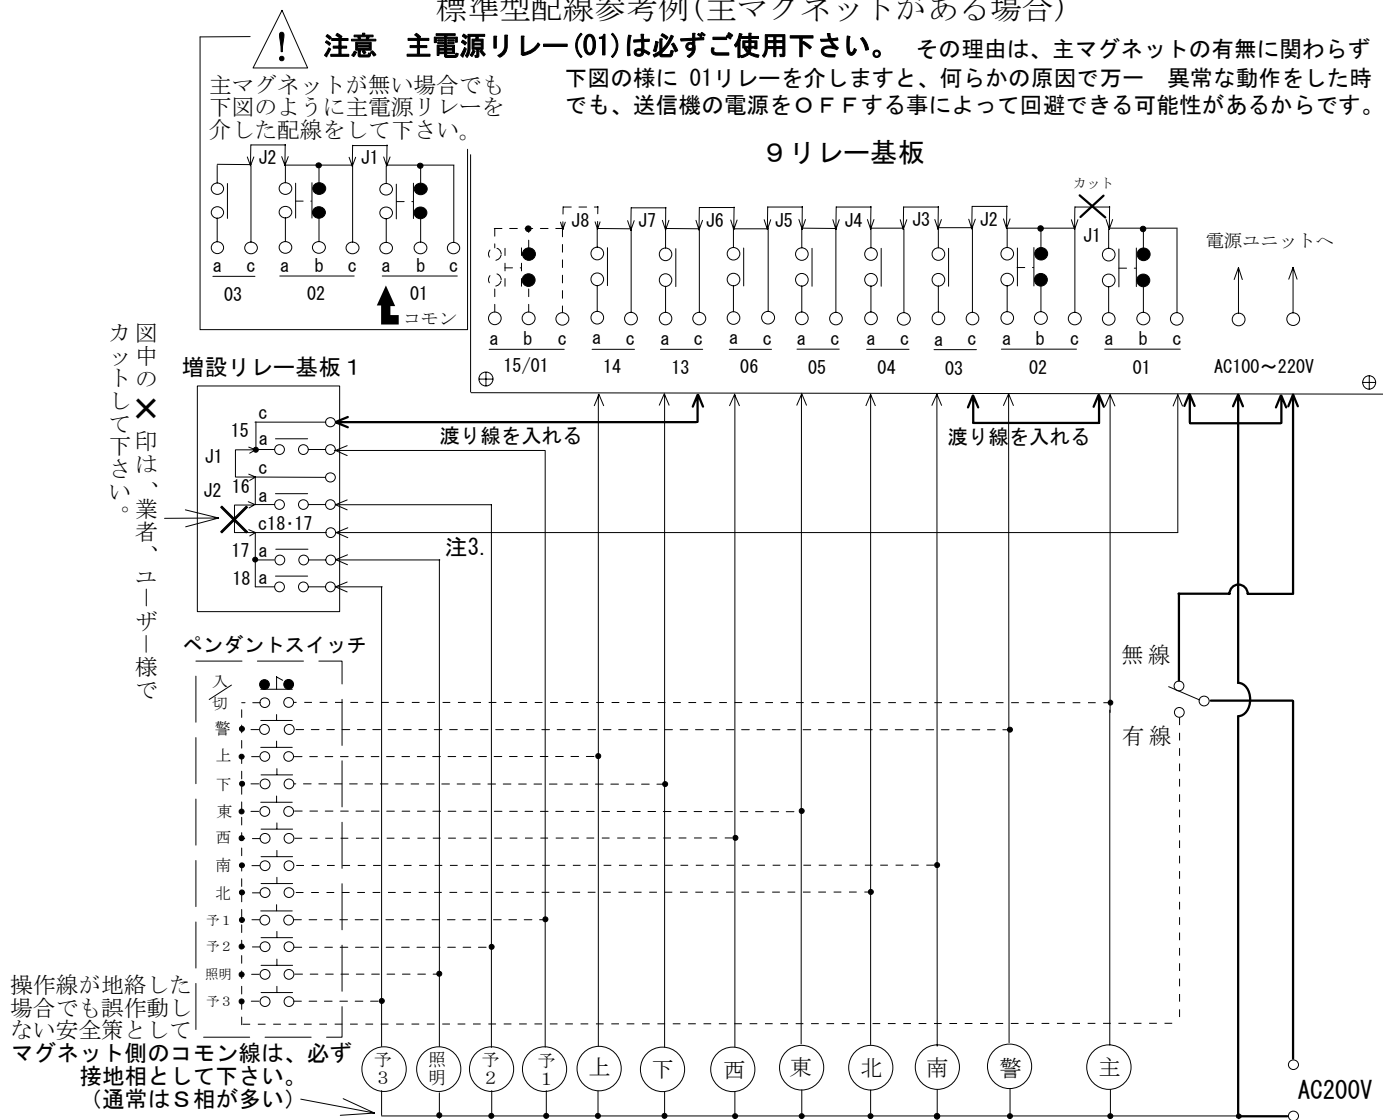 標準型配線参考例(主マグネットがある場合)
注意　主電源リレー(01)は必ずご使用下さい。 その理由は、主マグネットの有無に関わらず
下図の様に 01リレーを介しますと、何らかの原因で万一　異常な動作をした時
でも、送信機の電源をＯＦＦする事によって回避できる可能性があるからです。
!
主マグネットが無い場合でも
下図のように主電源リレーを
介した配線をして下さい。
J2 J1
a c a b c a b c
03 02 01
コモン
９リレー基板
カット
J8 J7 J6 J5 J4 J3 J2 J1
電源ユニットへ
a b c a c a c a c a c a c a c a b c a b c
15/01 14 13 06 05 04 03 02 01 AC100～220V
図中の×印は、業者、ユーザー様で
カットして下さい。
増設リレー基板１
c
15
a
J1
c
16
J2
a
c18・17
17 a
18 a
渡り線を入れる
渡り線を入れる
注3.
ペンダントスイッチ
入/切
警
上
下
東
西
南
北
予1
予2
照明
予3
無線
有線
操作線が地絡した
場合でも誤作動し
ない安全策として
マグネット側のコモン線は、必ず
接地相として下さい。
(通常はＳ相が多い)
予3 照明 予2 予1 上 下 西 東 北 南 警 主
AC200V